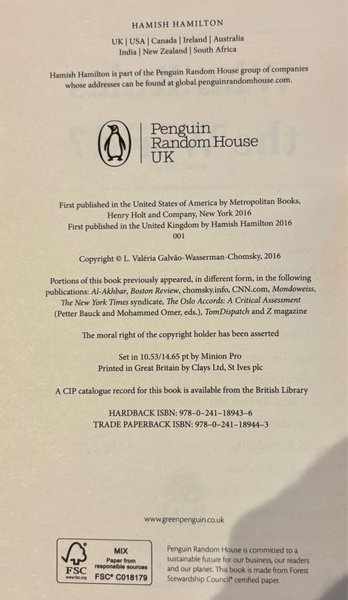 HAMISH HAMILTON
UK | USA | Canada | Ireland | Australia
India | New Zealand | South Africa
Hamish Hamilton is part of the Penguin Random House group of companies
whose addresses can be found at global.penguinrandomhouse.com.
Penguin
Random House
UK
First published in the United States of America by Metropolitan Books,
Henry Holt and Company, New York 2016
First published in the United Kingdom by Hamish Hamilton 2016
001
Copyright © L. Valéria Galvão-Wasserman-Chomsky, 2016
Portions of this book previously appeared, in different form, in the following
publications: Al-Akhbar, Boston Review, chomsky.info, CNN.com, Mondoweiss,
The New York Times syndicate, The Oslo Accords: A Critical Assessment
(Petter Bauck and Mohammed Omer, eds.), TomDispatch and Z magazine
The moral right of the copyright holder has been asserted
Set in 10.53/14.65 pt by Minion Pro
Printed in Great Britain by Clays Ltd, St Ives plc
A CIP catalogue record for this book is available from the British Library
HARDBACK ISBN: 978–0–241–18943–6
TRADE PAPERBACK ISBN: 978–0–241–18944–3
www.greenpenguin.co.uk
FSC
www.fsc.org
MIX
Paper from
responsible sources
FSC® C018179
Penguin Random House is committed to a
sustainable future for our business, our readers
and our planet. This book is made from Forest
Stewardship Council® certified paper.